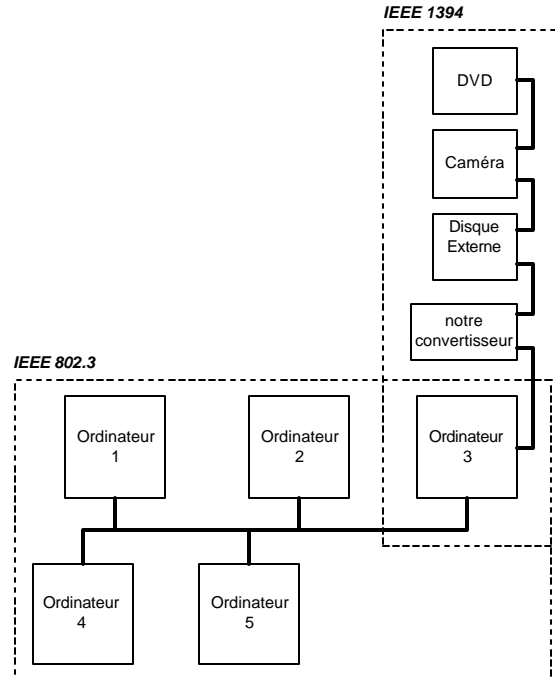 IEEE 1394
DVD
Caméra
Disque
Externe
notre
convertisseur
IEEE 802.3
Ordinateur
1
Ordinateur
2
Ordinateur
3
Ordinateur
4
Ordinateur
5